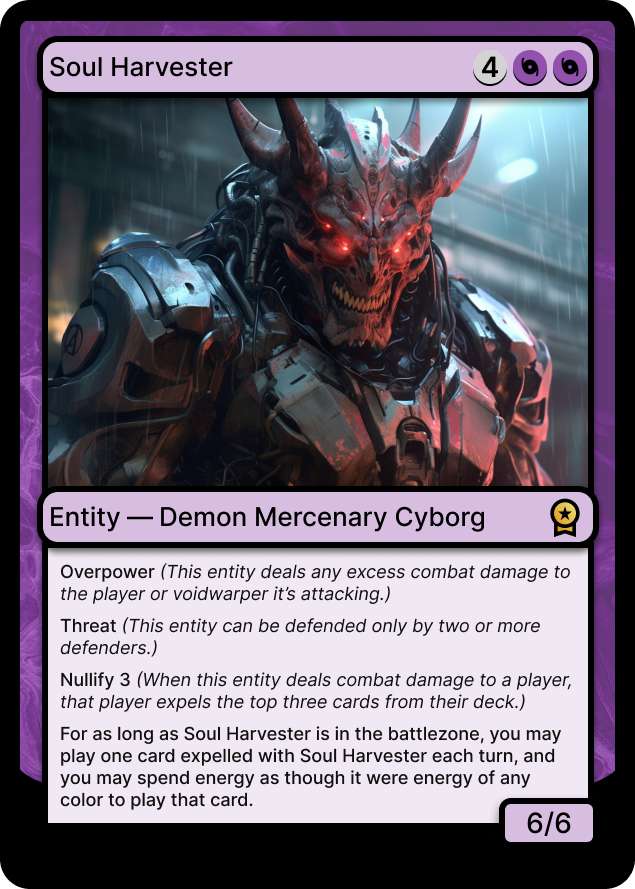 Soul Harvester 4
Entity — Demon Mercenary Cyborg
Overpower (This entity deals any excess combat damage to
the player or voidwarper it’s attacking.)
Threat (This entity can be defended only by two or more
defenders.)
Nullify 3 (When this entity deals combat damage to a player,
that player expels the top three cards from their deck.)
For as long as Soul Harvester is in the battlezone, you may
play one card expelled with Soul Harvester each turn, and
you may spend energy as though it were energy of any
color to play that card.
6/6